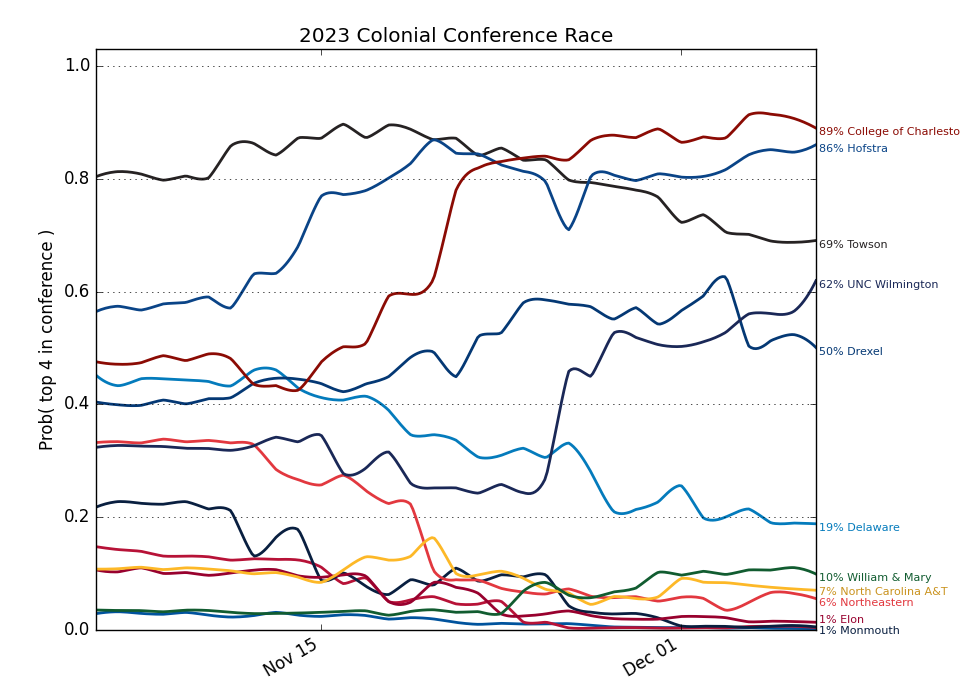 2023 Colonial Conference Race
Prob( top 4 in conference )
1.0
0.8
0.6
0.4
0.2
0.0
Nov 15
Dec 01
89% College of Charlesto
86% Hofstra
69% Towson
62% UNC Wilmington
50% Drexel
19% Delaware
10% William & Mary
7% North Carolina A&T
6% Northeastern
1% Elon
1% Monmouth